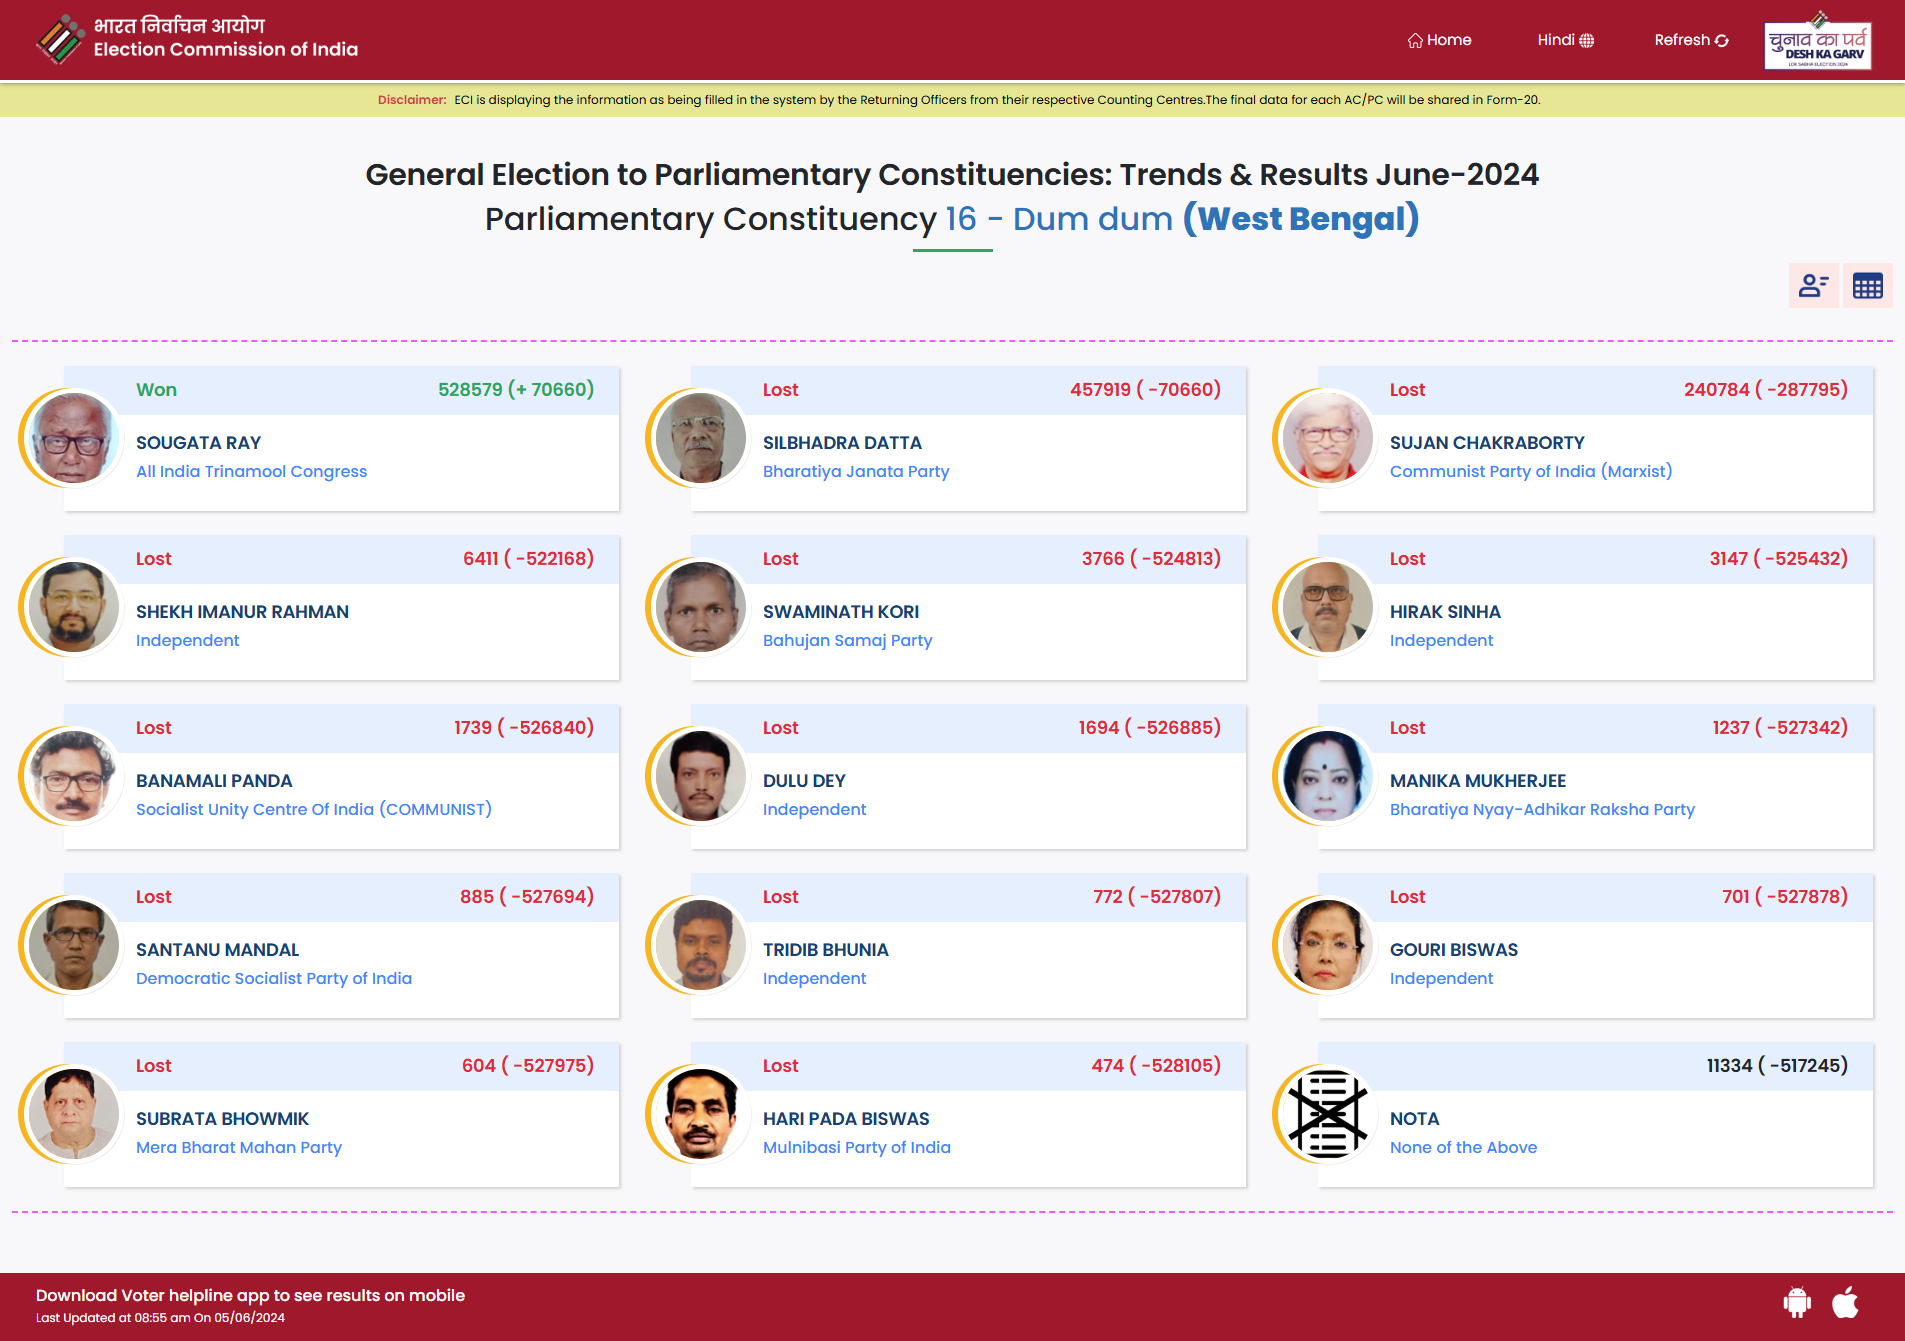 भारत निर्वाचन आयोग
Election Commission of India
Home
Hindi
Refresh
चुनाव का पर्व
DESH KA GARV
LOK SABHA ELECTION 2024
Disclaimer: ECI is displaying the information as being filled in the system by the Returning Officers from their respective Counting Centres.The final data for each AC/PC will be shared in Form-20.
General Election to Parliamentary Constituencies: Trends & Results June-2024
Parliamentary Constituency 16 - Dum dum (West Bengal)
Won 528579 (+ 70660)
SOUGATA RAY
All India Trinamool Congress
Lost 457919 ( -70660)
SILBHADRA DATTA
Bharatiya Janata Party
Lost 240784 ( -287795)
SUJAN CHAKRABORTY
Communist Party of India (Marxist)
Lost 6411 ( -522168)
SHEKH IMANUR RAHMAN
Independent
Lost 3766 ( -524813)
SWAMINATH KORI
Bahujan Samaj Party
Lost 3147 ( -525432)
HIRAK SINHA
Independent
Lost 1739 ( -526840)
BANAMALI PANDA
Socialist Unity Centre Of India (COMMUNIST)
Lost 1694 ( -526885)
DULU DEY
Independent
Lost 1237 ( -527342)
MANIKA MUKHERJEE
Bharatiya Nyay-Adhikar Raksha Party
Lost 885 ( -527694)
SANTANU MANDAL
Democratic Socialist Party of India
Lost 772 ( -527807)
TRIDIB BHUNIA
Independent
Lost 701 ( -527878)
GOURI BISWAS
Independent
Lost 604 ( -527975)
SUBRATA BHOWMIK
Mera Bharat Mahan Party
Lost 474 ( -528105)
HARI PADA BISWAS
Mulnibasi Party of India
11334 ( -517245)
NOTA
None of the Above
Download Voter helpline app to see results on mobile
Last Updated at 08:55 am On 05/06/2024